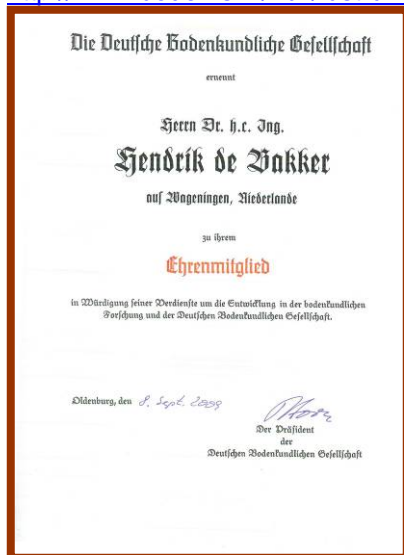 Die Deutsche Bodenkundliche Gesellschaft
ernennt
Herrn Dr. h.c. Ing.
Hendrik de Bakker
aus Wageningen, Niederlande
zu ihrem
Ehrenmitglied
in Würdigung seiner Verdienste um die Entwicklung in der bodenkundlichen
Forschung und der Deutschen Bodenkundlichen Gesellschaft.
Oldenburg, den 8. Sept. 2009
Der Präsident
der
Deutschen Bodenkundlichen Gesellschaft